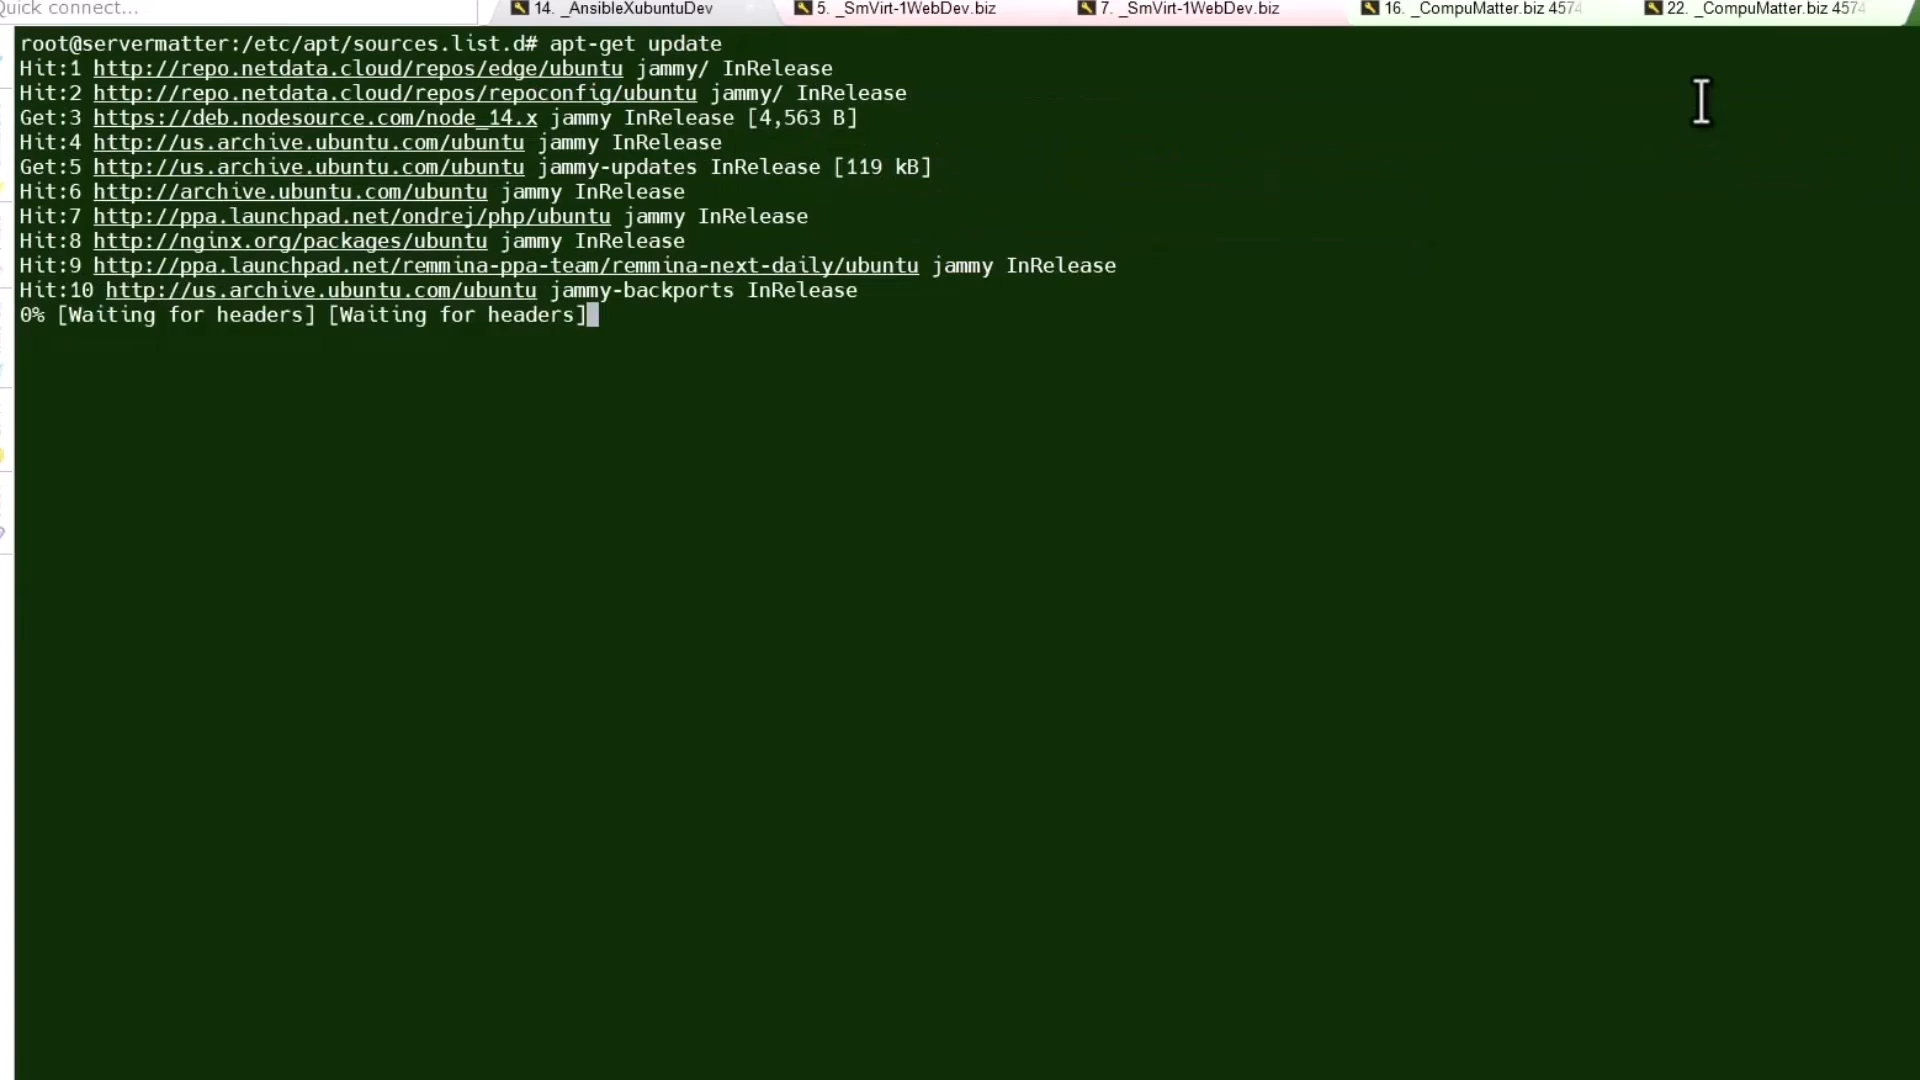 Quick connect...
14. _AnsibleXubuntuDev
5. _SmVirt-1WebDev.biz
7. _SmVirt-1WebDev.biz
16. _CompuMatter.biz 4574
22. _CompuMatter.biz 4574
root@servermatter:/etc/apt/sources.list.d# apt-get update
Hit:1 http://repo.netdata.cloud/repos/edge/ubuntu jammy/ InRelease
Hit:2 http://repo.netdata.cloud/repos/repoconfig/ubuntu jammy/ InRelease
Get:3 https://deb.nodesource.com/node_14.x jammy InRelease [4,563 B]
Hit:4 http://us.archive.ubuntu.com/ubuntu jammy InRelease
Get:5 http://us.archive.ubuntu.com/ubuntu jammy-updates InRelease [119 kB]
Hit:6 http://archive.ubuntu.com/ubuntu jammy InRelease
Hit:7 http://ppa.launchpad.net/ondrej/php/ubuntu jammy InRelease
Hit:8 http://nginx.org/packages/ubuntu jammy InRelease
Hit:9 http://ppa.launchpad.net/remmina-ppa-team/remmina-next-daily/ubuntu jammy InRelease
Hit:10 http://us.archive.ubuntu.com/ubuntu jammy-backports InRelease
0% [Waiting for headers] [Waiting for headers]